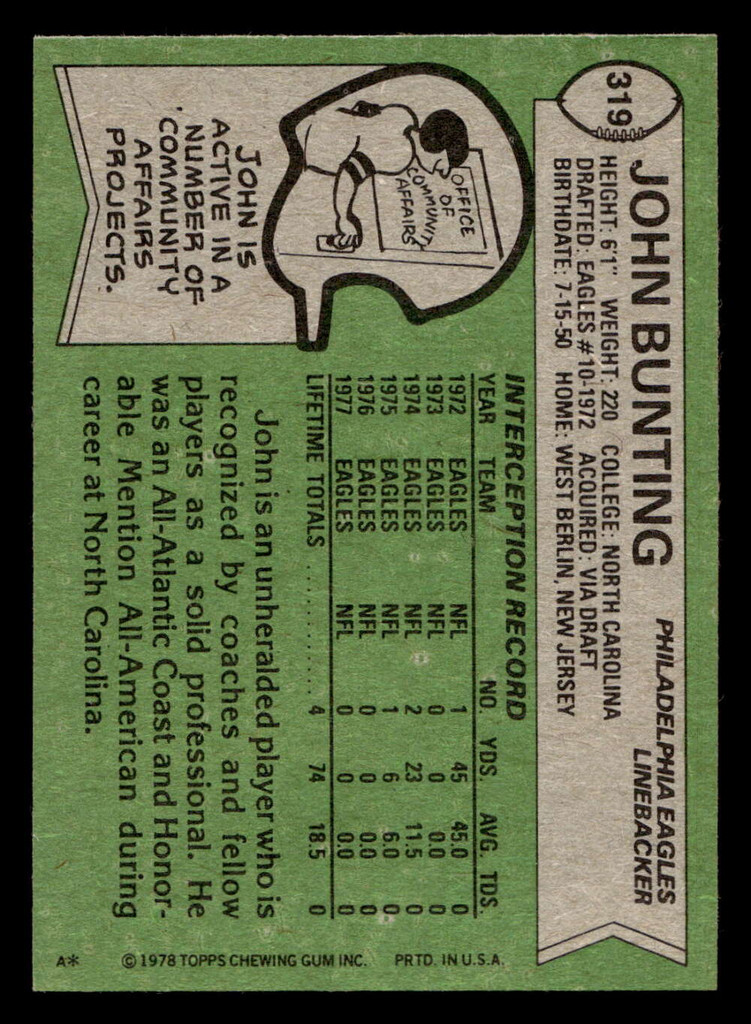 319
JOHN BUNTING
PHILADELPHIA EAGLES
LINEBACKER
HEIGHT: 6'1" WEIGHT: 220 COLLEGE: NORTH CAROLINA
DRAFTED: EAGLES #10-1972 ACQUIRED: VIA DRAFT
BIRTHDATE: 7-15-50 HOME: WEST BERLIN, NEW JERSEY
OFFICE
OF
COMMUNITY
AFFAIRS
JOHN IS
ACTIVE IN A
NUMBER OF
COMMUNITY
AFFAIRS
PROJECTS.
INTERCEPTION RECORD
YEAR TEAM NO. YDS. AVG. TDS.
1972 EAGLES NFL 1 45 45.0 0
1973 EAGLES NFL 0 0 0.0 0
1974 EAGLES NFL 2 23 11.5 0
1975 EAGLES NFL 1 6 6.0 0
1976 EAGLES NFL 0 0 0.0 0
1977 EAGLES NFL 0 0 0.0 0
LIFETIME TOTALS .......... 4 74 18.5 0
John is an unheralded player who is
recognized by coaches and fellow
players as a solid professional. He
was an All-Atlantic Coast and Honor-
able Mention All-American during
career at North Carolina.
A* © 1978 TOPPS CHEWING GUM INC. PRTD. IN U.S.A.